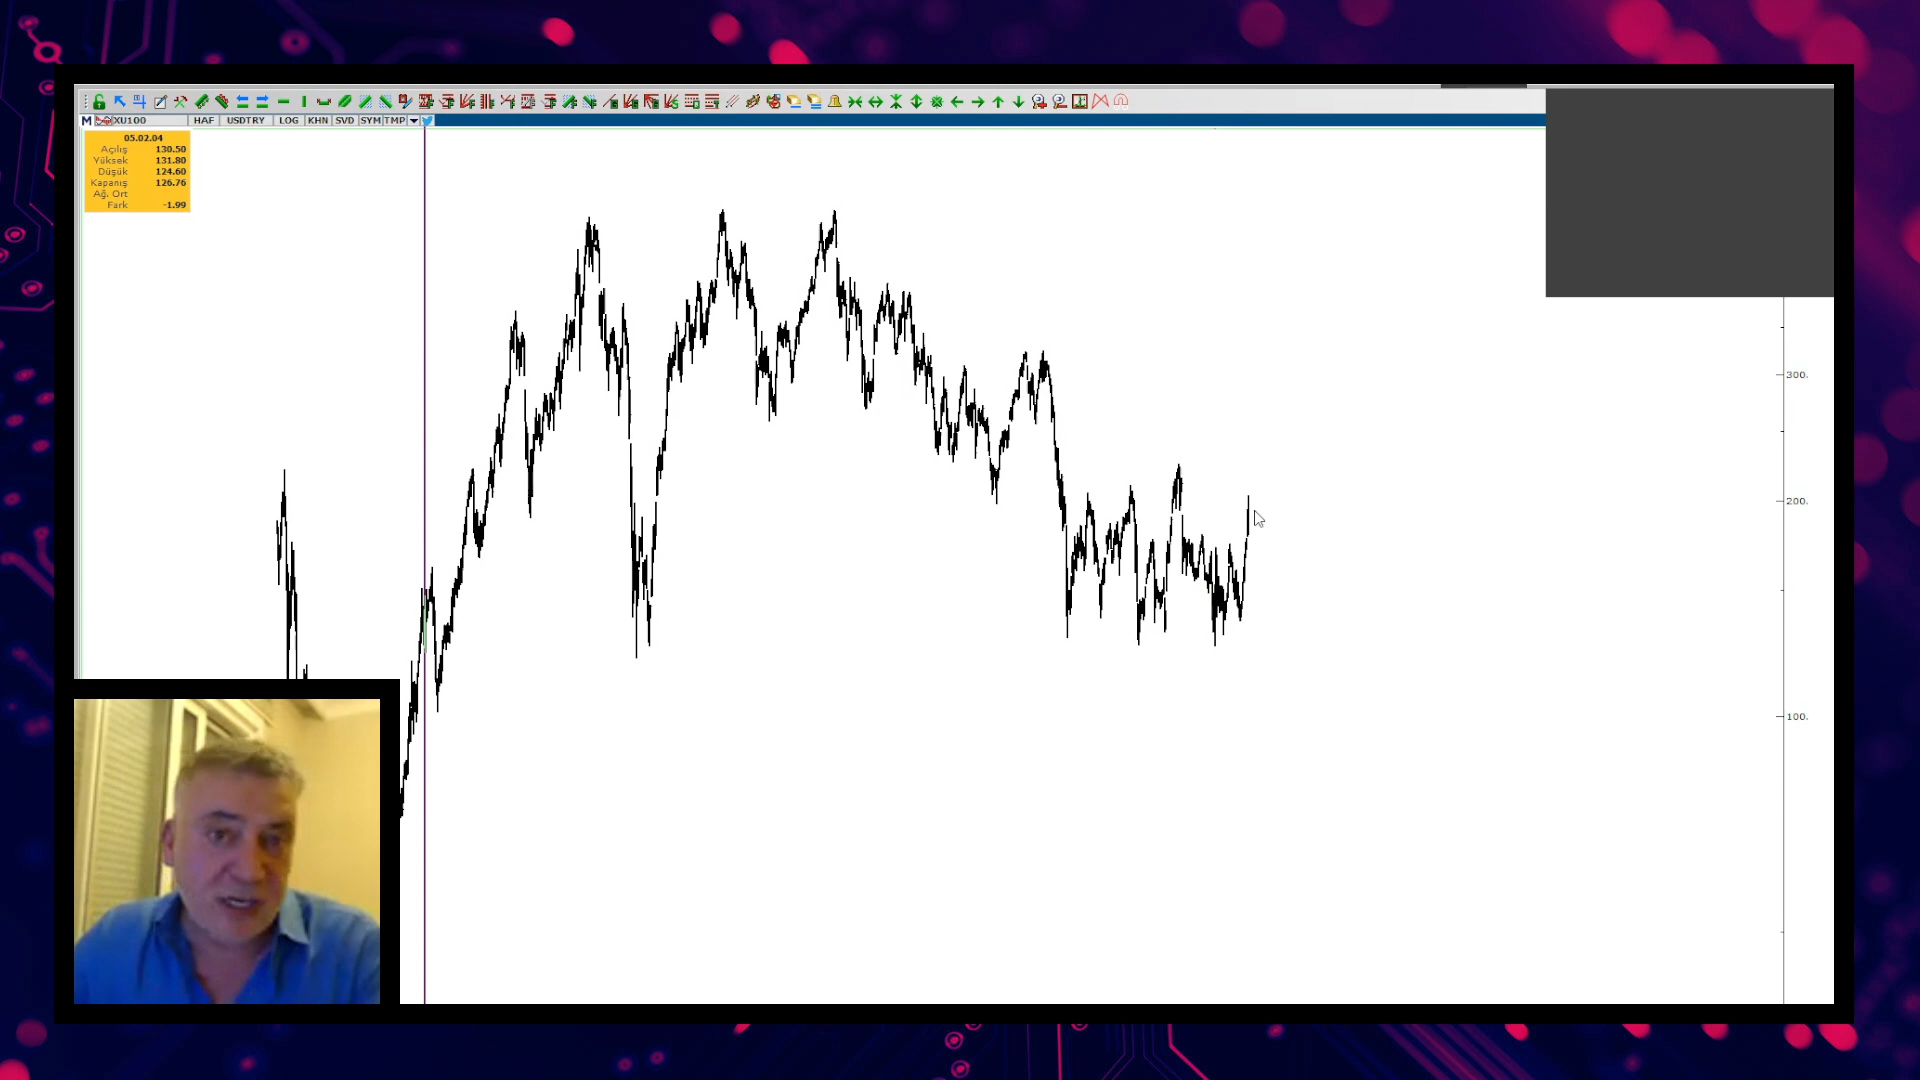 M XU100 HAF USDTRY LOG KHN SVD SYM TMP
05.02.04
Açılış 130.50
Yüksek 131.80
Düşük 124.60
Kapanış 126.76
Ağ. Ort
Fark -1.99
300.
200.
100.